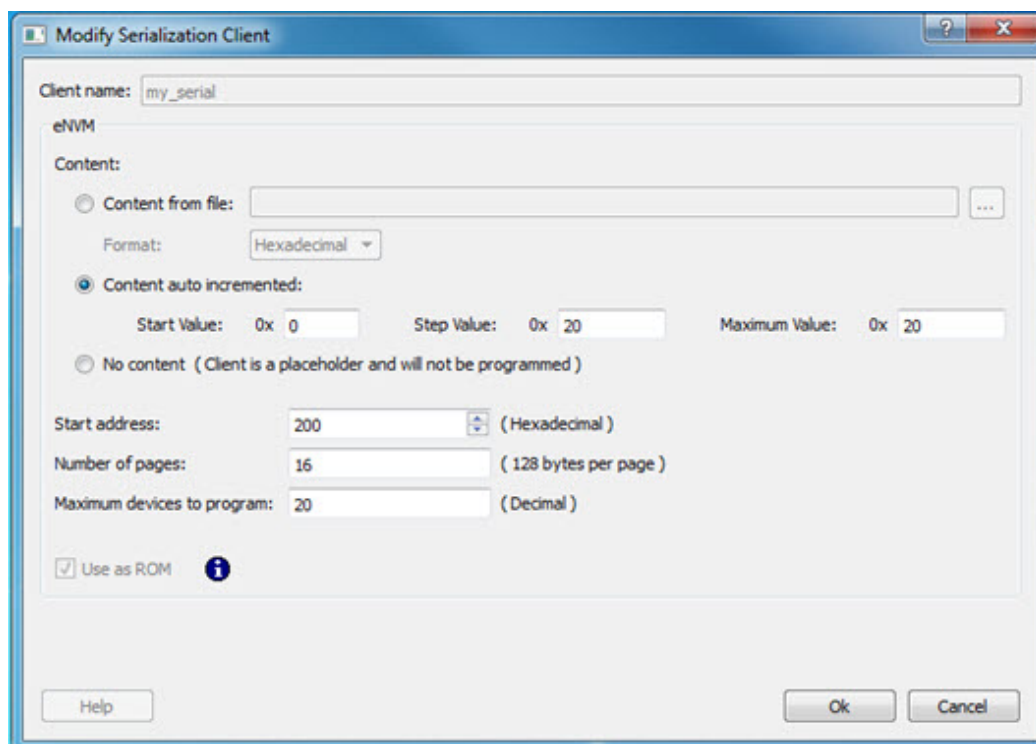 Modify Serialization Client
Client name: my_serial
eNVM
Content:
Content from file: ...
Format: Hexadecimal
Content auto incremented:
Start Value: 0x 0 Step Value: 0x 20 Maximum Value: 0x 20
No content ( Client is a placeholder and will not be programmed )
Start address: 200 ( Hexadecimal )
Number of pages: 16 ( 128 bytes per page )
Maximum devices to program: 20 ( Decimal )
Use as ROM
Help Ok Cancel